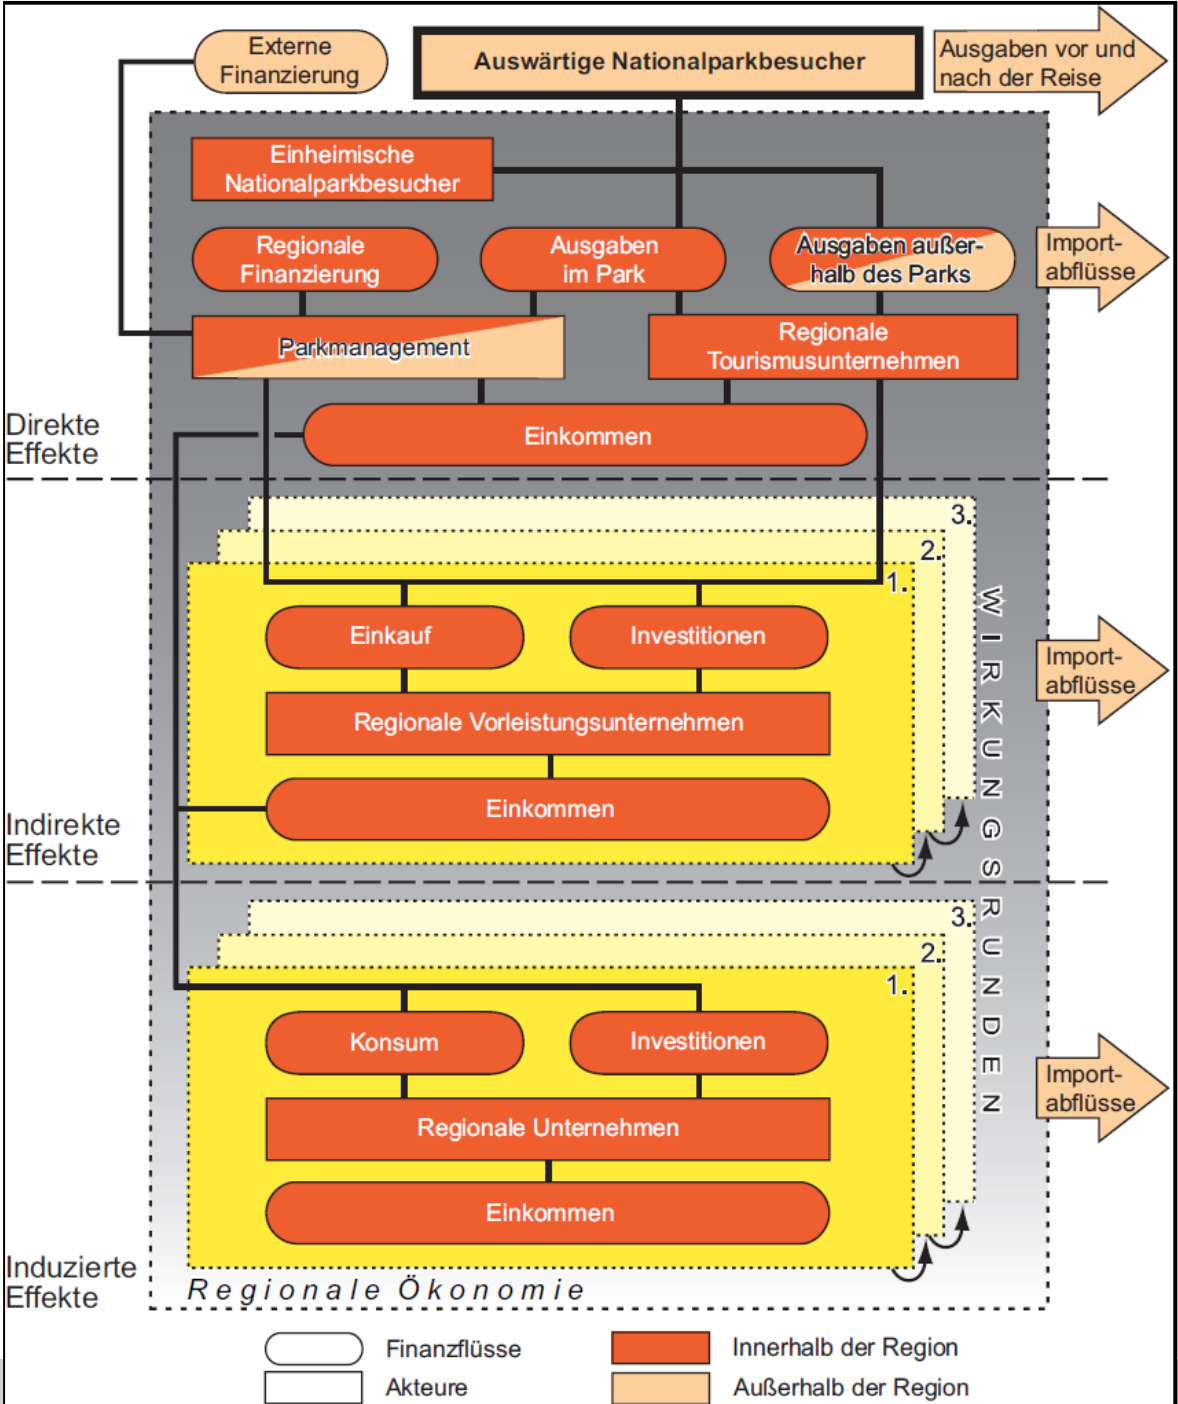 Externe
Finanzierung
Auswärtige Nationalparkbesucher
Ausgaben vor und
nach der Reise
Einheimische
Nationalparkbesucher
Regionale
Finanzierung
Ausgaben
im Park
Ausgaben außer-
halb des Parks
Import-
abflüsse
Parkmanagement
Regionale
Tourismusunternehmen
Direkte
Effekte
Einkommen
3.
2.
1.
Einkauf
Investitionen
Import-
abflüsse
Regionale Vorleistungsunternehmen
Einkommen
Indirekte
Effekte
WIRKUNGSRUNDEN
3.
2.
1.
Konsum
Investitionen
Import-
abflüsse
Regionale Unternehmen
Einkommen
Induzierte
Effekte
Regionale Ökonomie
Finanzflüsse
Innerhalb der Region
Akteure
Außerhalb der Region